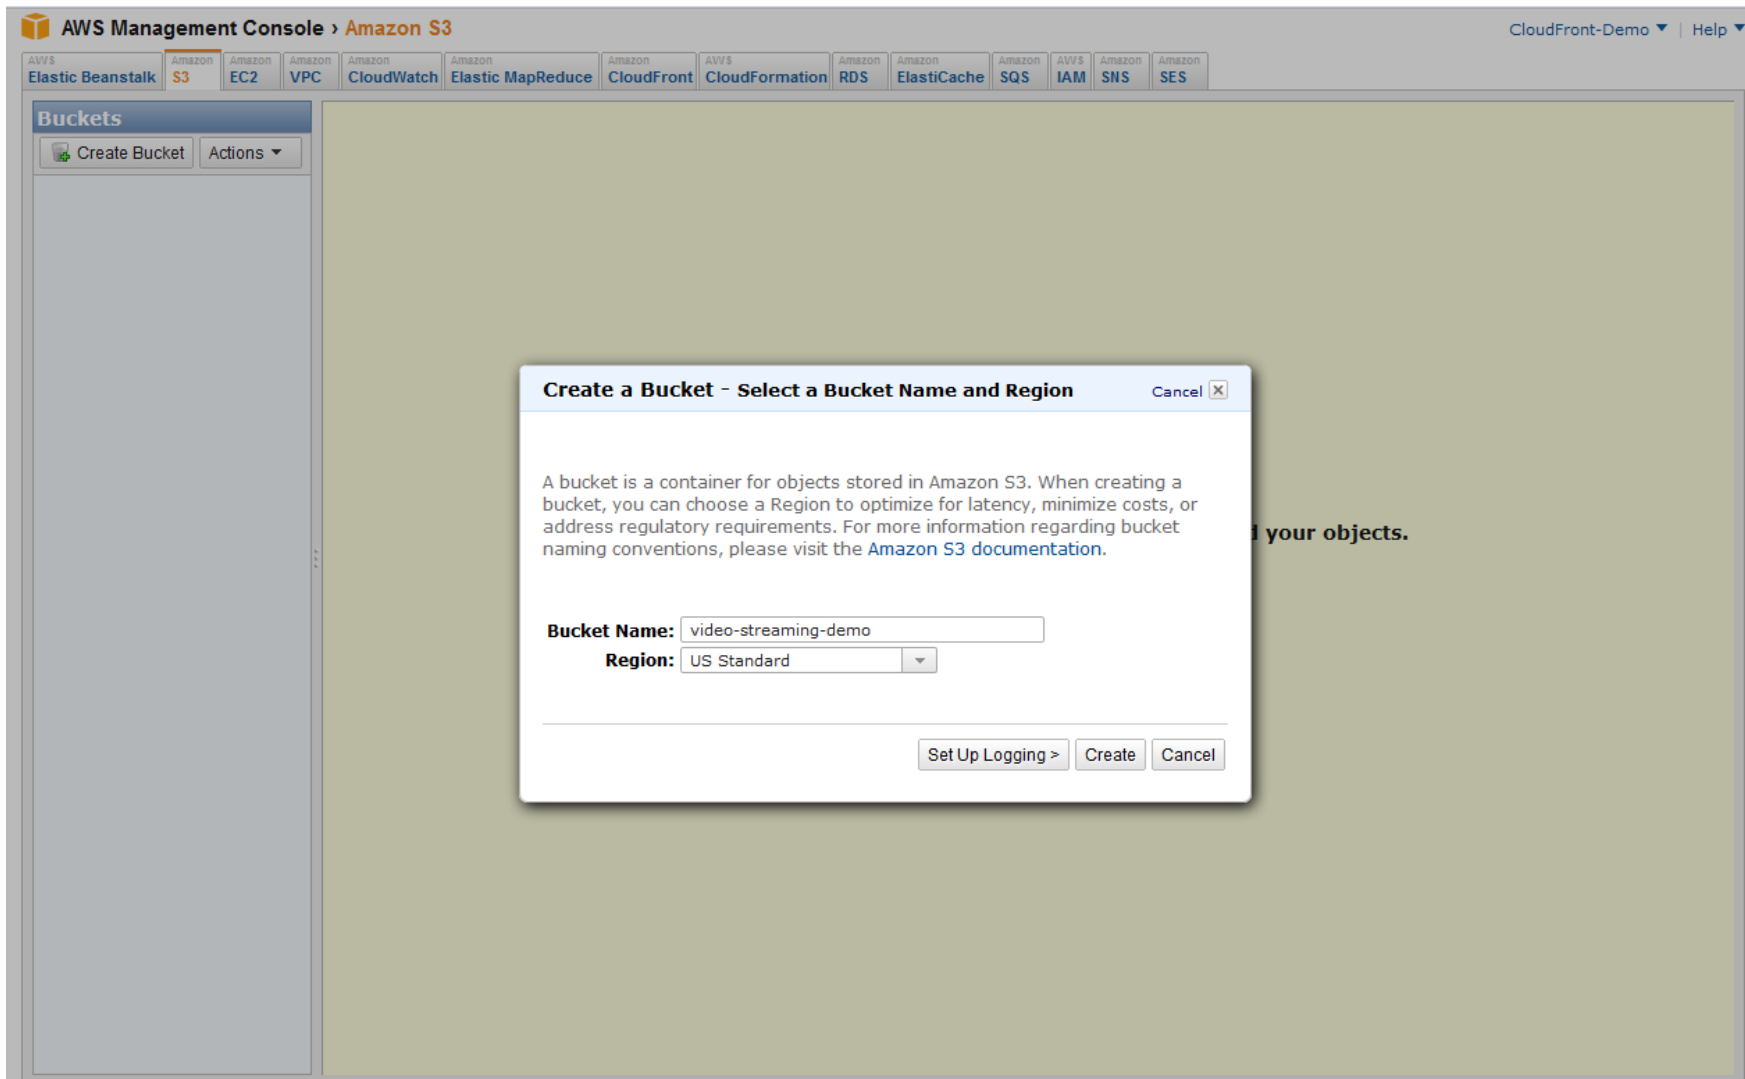 AWS Management Console › Amazon S3
CloudFront-Demo | Help
AWS Elastic Beanstalk Amazon S3 Amazon EC2 Amazon VPC Amazon CloudWatch Amazon Elastic MapReduce Amazon CloudFront AWS CloudFormation Amazon RDS Amazon ElastiCache Amazon SQS AWS IAM Amazon SNS Amazon SES
Buckets
Create Bucket Actions
Create a Bucket - Select a Bucket Name and Region Cancel
A bucket is a container for objects stored in Amazon S3. When creating a
bucket, you can choose a Region to optimize for latency, minimize costs, or
address regulatory requirements. For more information regarding bucket
naming conventions, please visit the Amazon S3 documentation.
your objects.
Bucket Name: video-streaming-demo
Region: US Standard
Set Up Logging > Create Cancel